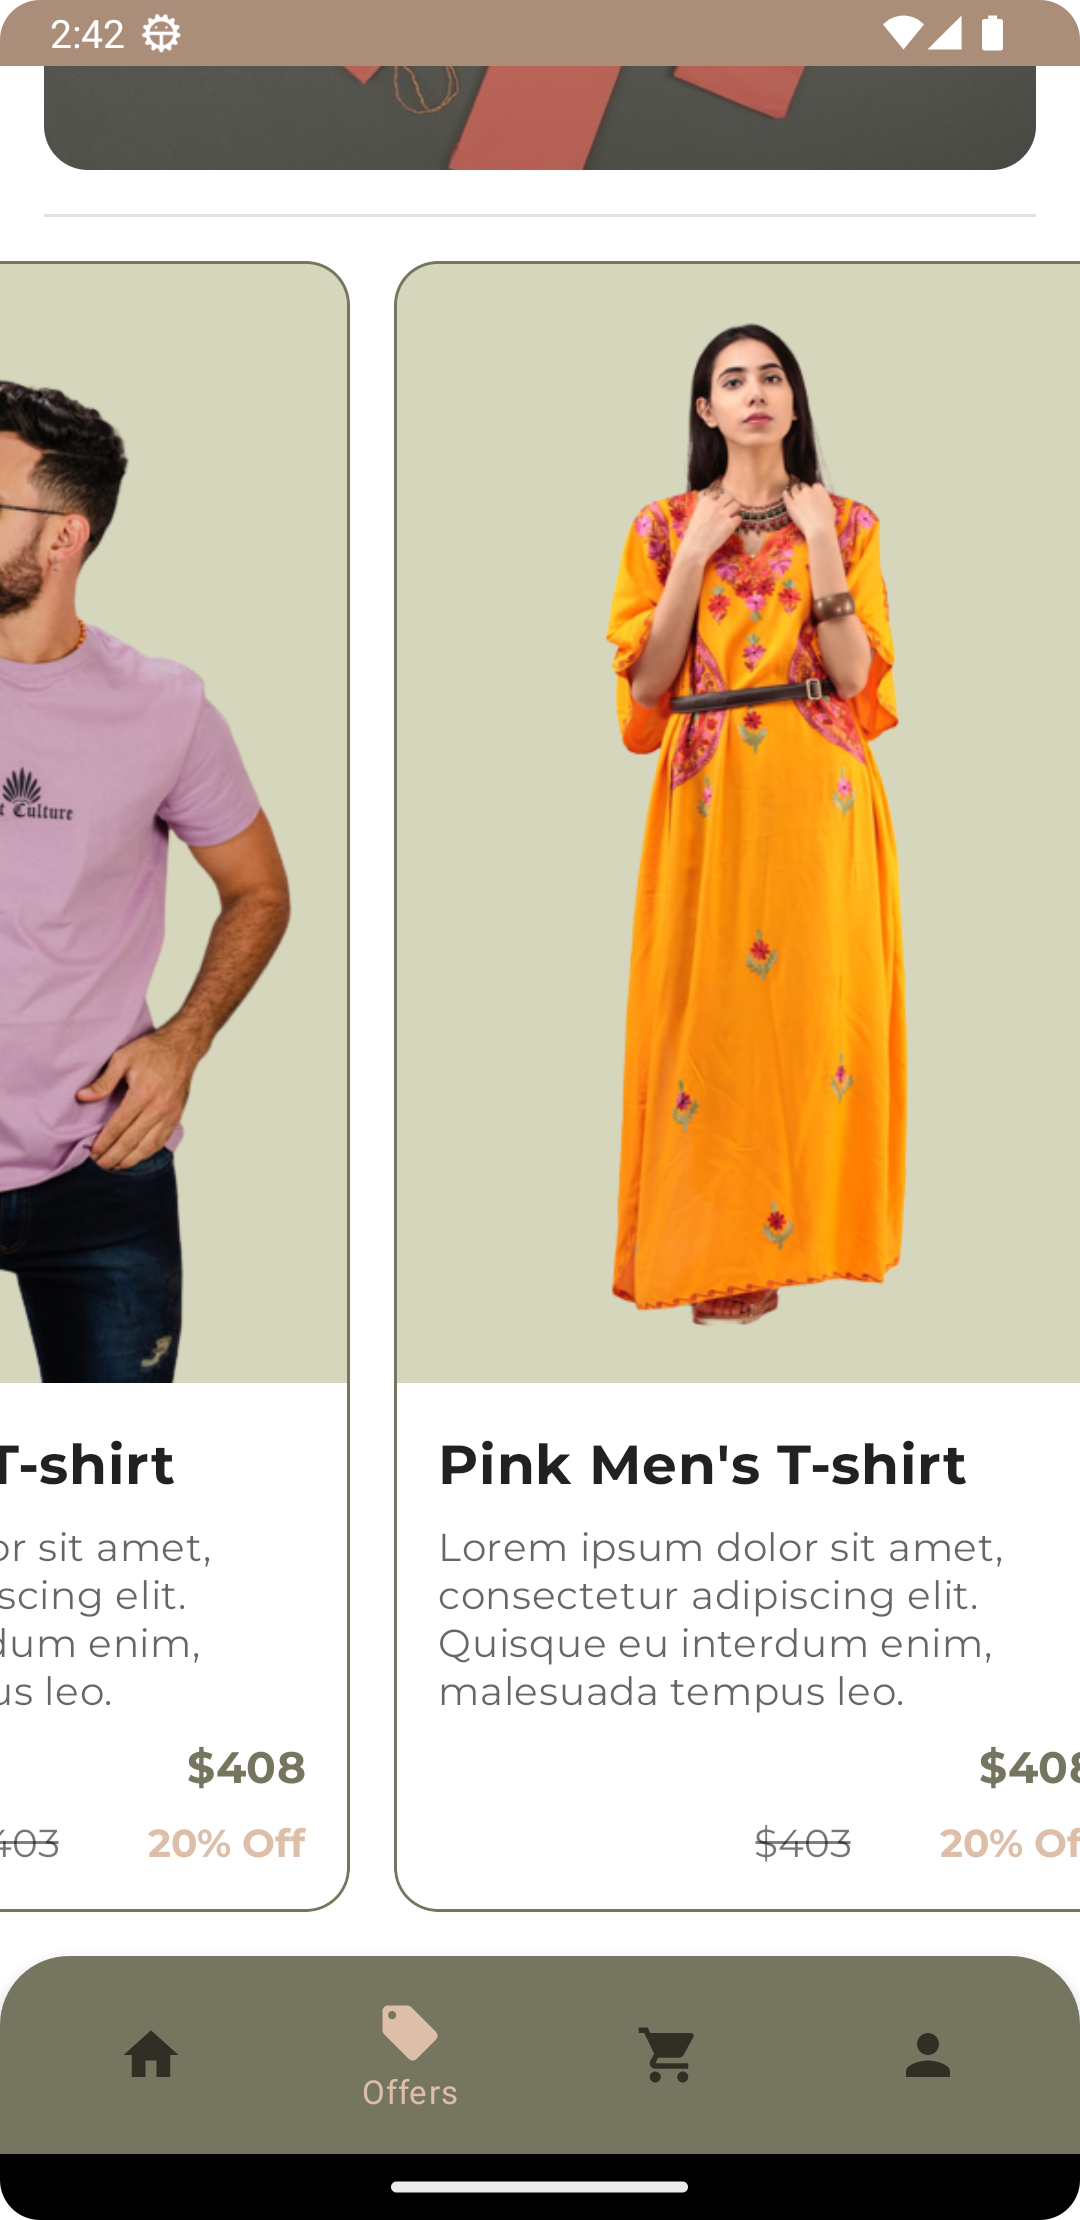 2:42
t Culture
T-shirt
or sit amet,
scing elit.
dum enim,
us leo.
$408
403
20% Off
Pink Men's T-shirt
Lorem ipsum dolor sit amet,
consectetur adipiscing elit.
Quisque eu interdum enim,
malesuada tempus leo.
$408
$403
20% Off
Offers